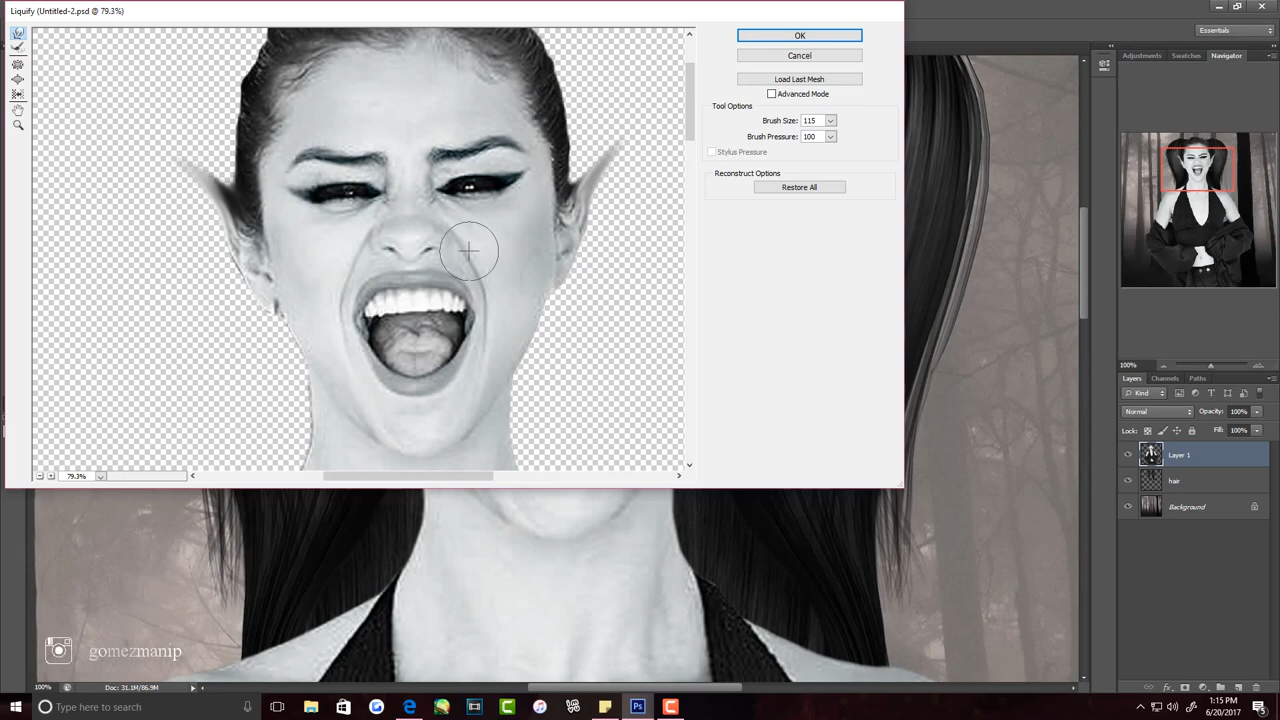 Liquify (Untitled-2.psd @ 79.3%)
OK
Cancel
Load Last Mesh
Advanced Mode
Tool Options
Brush Size: 115
Brush Pressure: 100
Stylus Pressure
Reconstruct Options
Restore All
79.3%
Essentials
Adjustments Swatches Navigator
100%
Layers Channels Paths
Kind
Normal Opacity: 100%
Lock: Fill: 100%
Layer 1
hair
Background
gomezmanip
100% Doc: 31.1M/86.9M
Type here to search
Ps
1:15 PM
6/20/2017